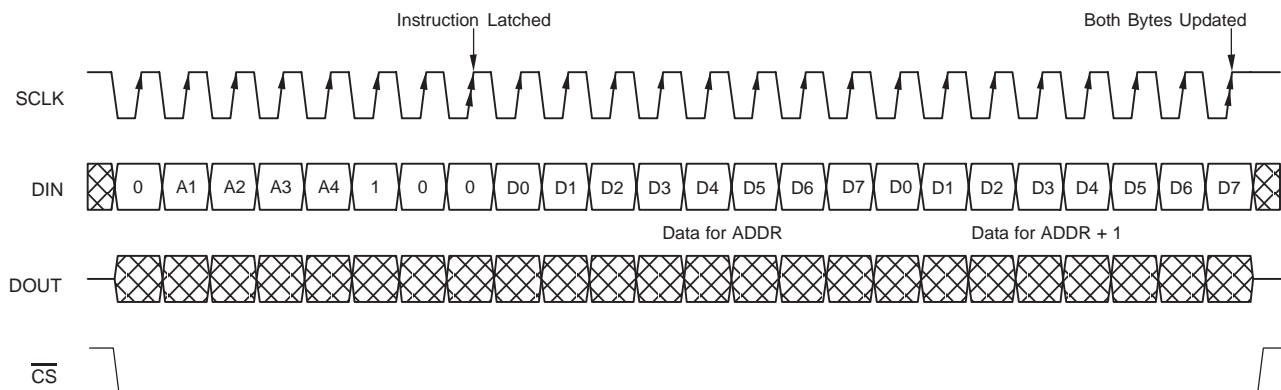 Instruction Latched Both Bytes Updated
SCLK
DIN 0 A1 A2 A3 A4 1 0 0 D0 D1 D2 D3 D4 D5 D6 D7 D0 D1 D2 D3 D4 D5 D6 D7
Data for ADDR Data for ADDR + 1
DOUT
CS